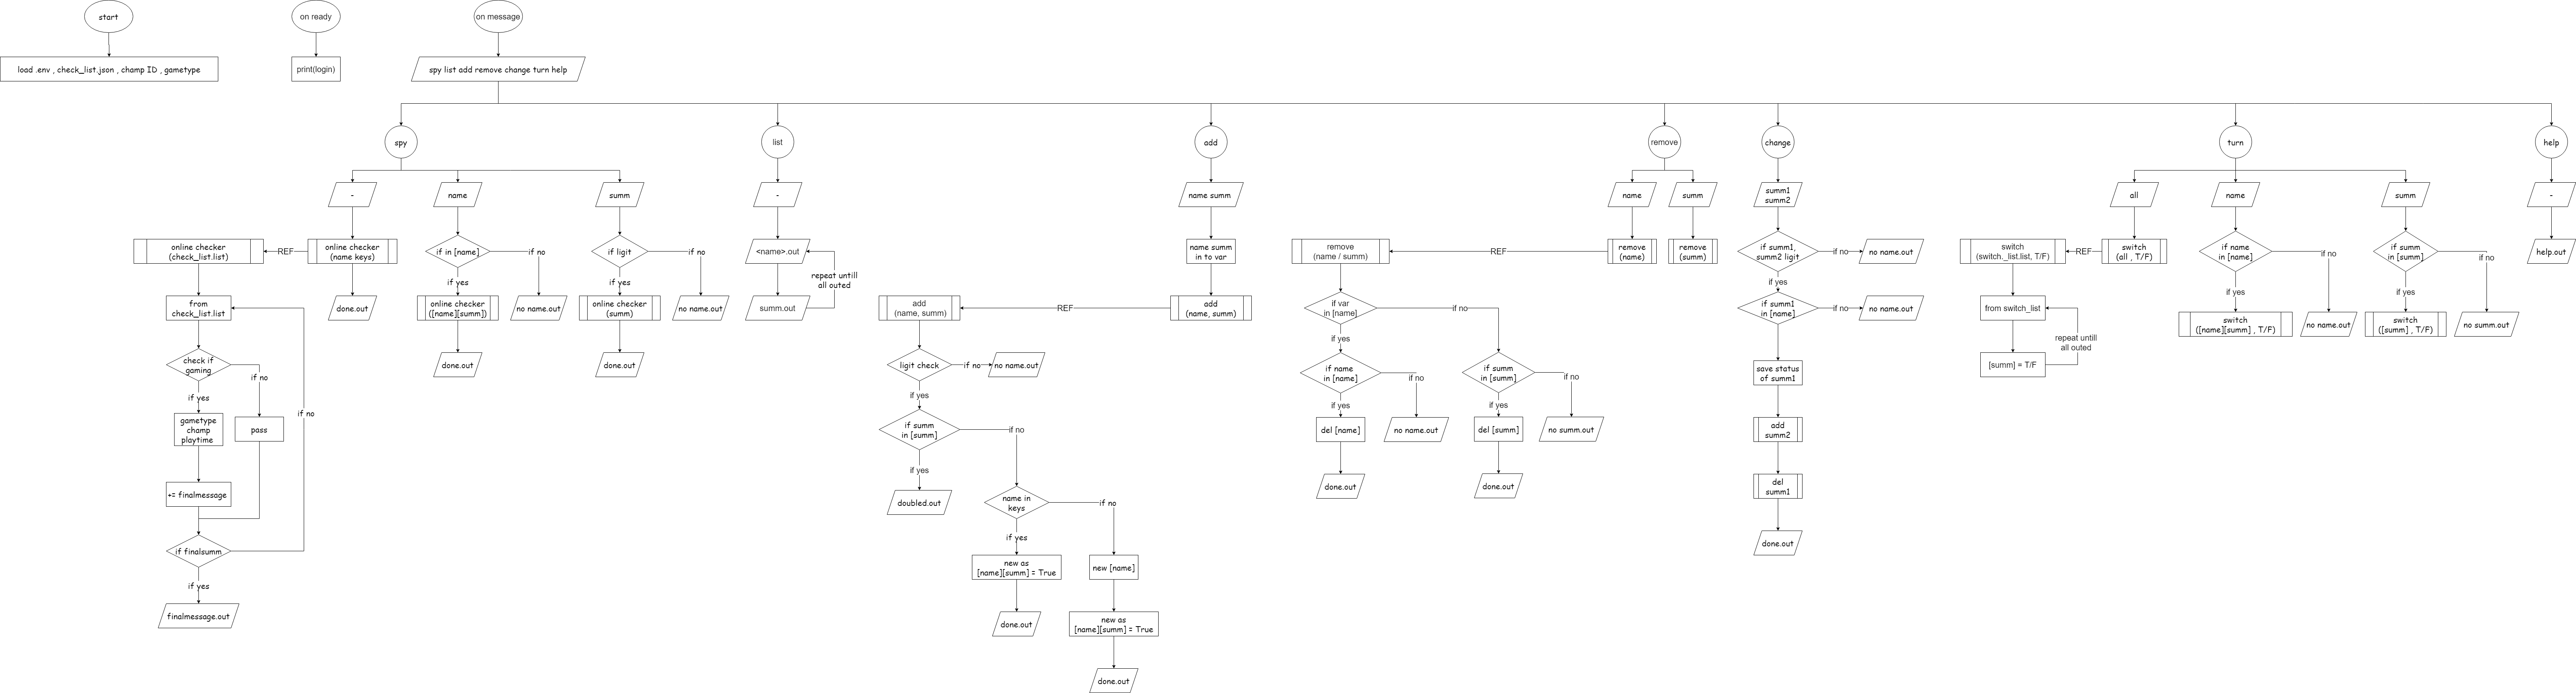 start
on ready
on message
load .env , check_list.json , champ ID , gametype
print(login)
spy list add remove change turn help
spy
list
add
remove
change
turn
help
-
name
summ
-
name summ
name
summ
summ1
summ2
all
name
summ
-
online checker
(check_list.list)
REF
online checker
(name keys)
if in [name]
if no
if ligit
if no
<name>.out
name summ
in to var
remove
(name / summ)
REF
remove
(name)
remove
(summ)
if summ1,
summ2 ligit
if no
no name.out
switch
(switch._list.list, T/F)
REF
switch
(all , T/F)
if name
in [name]
if no
if summ
in [summ]
if no
help.out
repeat untill
all outed
if yes
if yes
if yes
if yes
if yes
from
check_list.list
done.out
online checker
([name][summ])
no name.out
online checker
(summ)
no name.out
summ.out
add
(name, summ)
REF
add
(name, summ)
if var
in [name]
if no
if summ1
in [name]
if no
no name.out
from switch_list
switch
([name][summ] , T/F)
no name.out
switch
([summ] , T/F)
no summ.out
if yes
repeat untill
all outed
check if
gaming
if no
done.out
done.out
ligit check
if no
no name.out
if name
in [name]
if no
if summ
in [summ]
if no
save status
of summ1
[summ] = T/F
if yes
if yes
if yes
if yes
if no
gametype
champ
playtime
pass
if summ
in [summ]
if no
del [name]
no name.out
del [summ]
no summ.out
add
summ2
if yes
+= finalmessage
doubled.out
name in
keys
if no
done.out
done.out
del
summ1
if yes
if finalsumm
done.out
if yes
new as
[name][summ] = True
new [name]
finalmessage.out
done.out
new as
[name][summ] = True
done.out